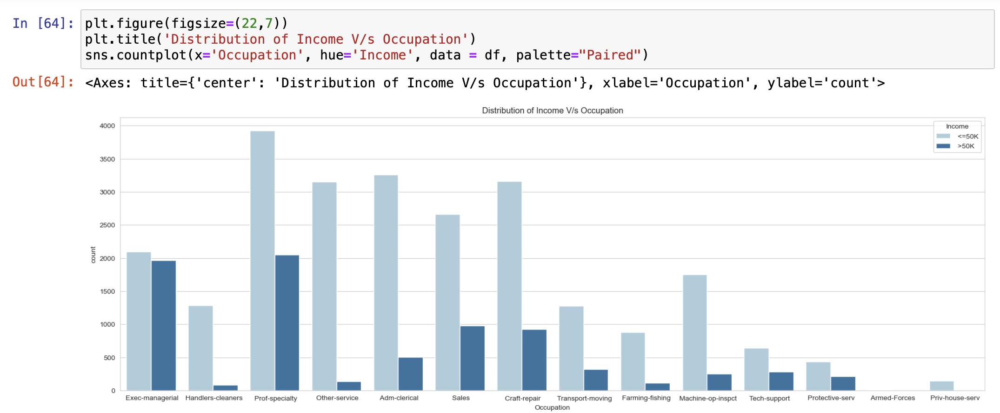 In [64]:
plt.figure(figsize=(22,7))
plt.title('Distribution of Income V/s Occupation')
sns.countplot(x='Occupation', hue='Income', data = df, palette="Paired")
Out[64]: <Axes: title={'center': 'Distribution of Income V/s Occupation'}, xlabel='Occupation', ylabel='count'>
Distribution of Income V/s Occupation
Income
<=50K
>50K
4000
3500
3000
2500
2000
1500
1000
500
0
count
Exec-managerial Handlers-cleaners Prof-specialty Other-service Adm-clerical Sales Craft-repair Transport-moving Farming-fishing Machine-op-inspct Tech-support Protective-serv Armed-Forces Priv-house-serv
Occupation